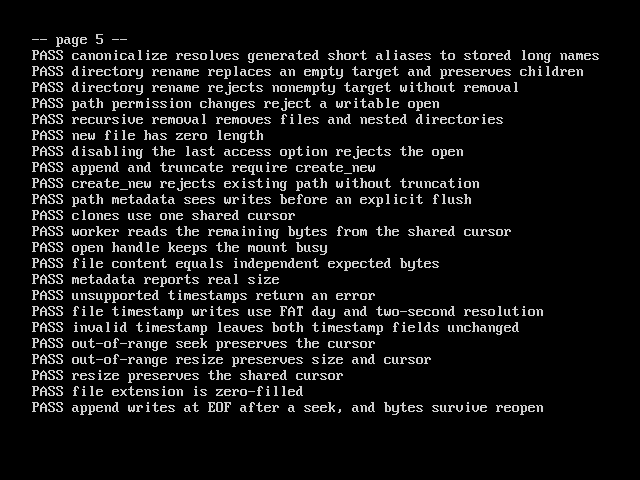 -- page 5 --
PASS canonicalize resolves generated short aliases to stored long names
PASS directory rename replaces an empty target and preserves children
PASS directory rename rejects nonempty target without removal
PASS path permission changes reject a writable open
PASS recursive removal removes files and nested directories
PASS new file has zero length
PASS disabling the last access option rejects the open
PASS append and truncate require create_new
PASS create_new rejects existing path without truncation
PASS path metadata sees writes before an explicit flush
PASS clones use one shared cursor
PASS worker reads the remaining bytes from the shared cursor
PASS open handle keeps the mount busy
PASS file content equals independent expected bytes
PASS metadata reports real size
PASS unsupported timestamps return an error
PASS file timestamp writes use FAT day and two-second resolution
PASS invalid timestamp leaves both timestamp fields unchanged
PASS out-of-range seek preserves the cursor
PASS out-of-range resize preserves size and cursor
PASS resize preserves the shared cursor
PASS file extension is zero-filled
PASS append writes at EOF after a seek, and bytes survive reopen